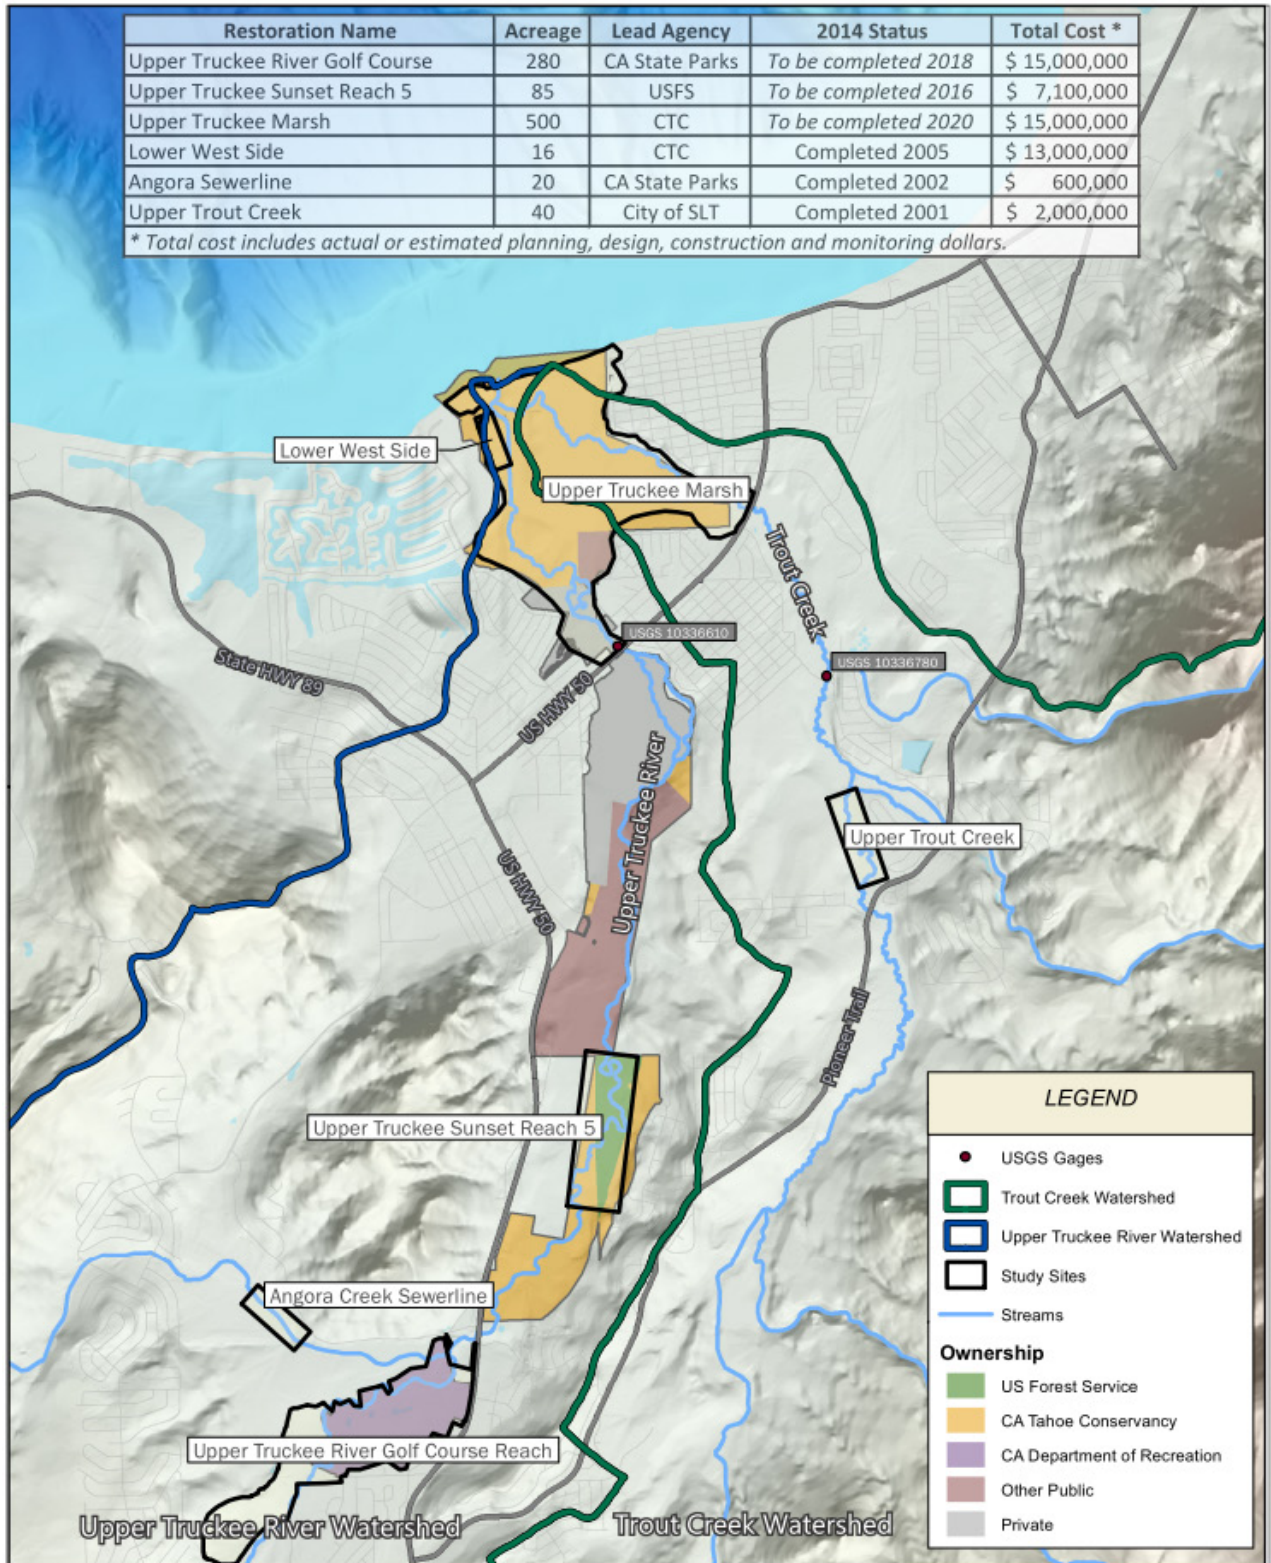 Restoration Name Acreage Lead Agency 2014 Status Total Cost *
Upper Truckee River Golf Course 280 CA State Parks To be completed 2018 $ 15,000,000
Upper Truckee Sunset Reach 5 85 USFS To be completed 2016 $ 7,100,000
Upper Truckee Marsh 500 CTC To be completed 2020 $ 15,000,000
Lower West Side 16 CTC Completed 2005 $ 13,000,000
Angora Sewerline 20 CA State Parks Completed 2002 $ 600,000
Upper Trout Creek 40 City of SLT Completed 2001 $ 2,000,000
* Total cost includes actual or estimated planning, design, construction and monitoring dollars.
Lower West Side
Upper Truckee Marsh
Trout Creek
USGS 10336610
USGS 10336780
State HWY 89
US HWY 50
Upper Truckee River
Upper Trout Creek
US HWY 50
Pioneer Trail
Upper Truckee Sunset Reach 5
Angora Creek Sewerline
Upper Truckee River Golf Course Reach
Upper Truckee River Watershed
Trout Creek Watershed
LEGEND
USGS Gages
Trout Creek Watershed
Upper Truckee River Watershed
Study Sites
Streams
Ownership
US Forest Service
CA Tahoe Conservancy
CA Department of Recreation
Other Public
Private